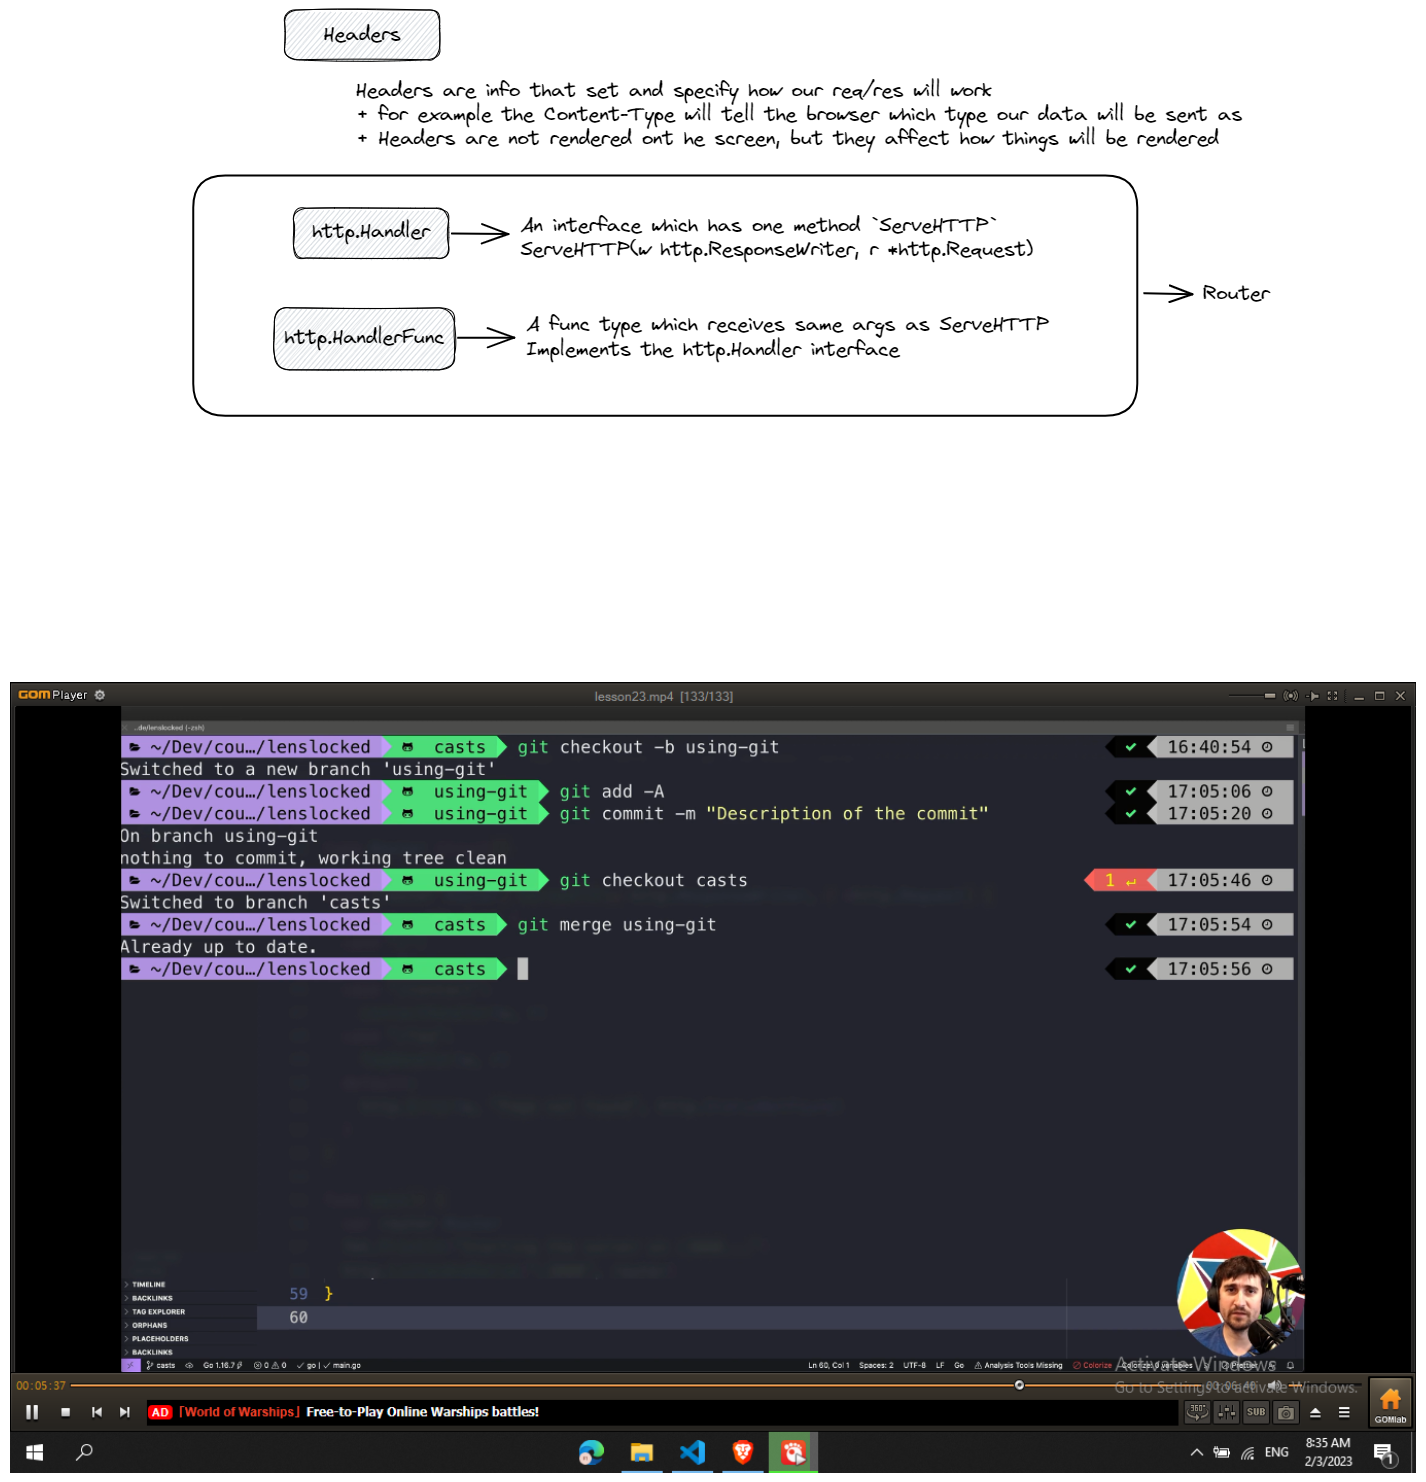 Headers
Headers are info that set and specify how our req/res will work
+ for example the Content-Type will tell the browser which type our data will be sent as
+ Headers are not rendered ont he screen, but they affect how things will be rendered
http.Handler
An interface which has one method `ServeHTTP`
ServeHTTP(w http.ResponseWriter, r *http.Request)
Router
http.HandlerFunc
A func type which receives same args as ServeHTTP
Implements the http.Handler interface
GOM Player
lesson23.mp4 [133/133]
..de/lenslocked (-zsh)
~/Dev/cou…/lenslocked casts git checkout -b using-git 16:40:54
Switched to a new branch 'using-git'
~/Dev/cou…/lenslocked using-git git add -A 17:05:06
~/Dev/cou…/lenslocked using-git git commit -m "Description of the commit" 17:05:20
On branch using-git
nothing to commit, working tree clean
~/Dev/cou…/lenslocked using-git git checkout casts 1 ↵ 17:05:46
Switched to branch 'casts'
~/Dev/cou…/lenslocked casts git merge using-git 17:05:54
Already up to date.
~/Dev/cou…/lenslocked casts 17:05:56
TIMELINE
BACKLINKS
TAG EXPLORER
ORPHANS
PLACEHOLDERS
BACKLINKS
59 }
60
casts Go 1.16.7 0 0 go | main.go Ln 60, Col 1 Spaces: 2 UTF-8 LF Go Analysis Tools Missing Colorize Colorize: 0 variables Prettier
Activate Windows
Go to Settings to activate Windows.
00:05:37 00:06:40
AD [World of Warships] Free-to-Play Online Warships battles!
360° SUB
GOMlab
ENG
8:35 AM
2/3/2023
1